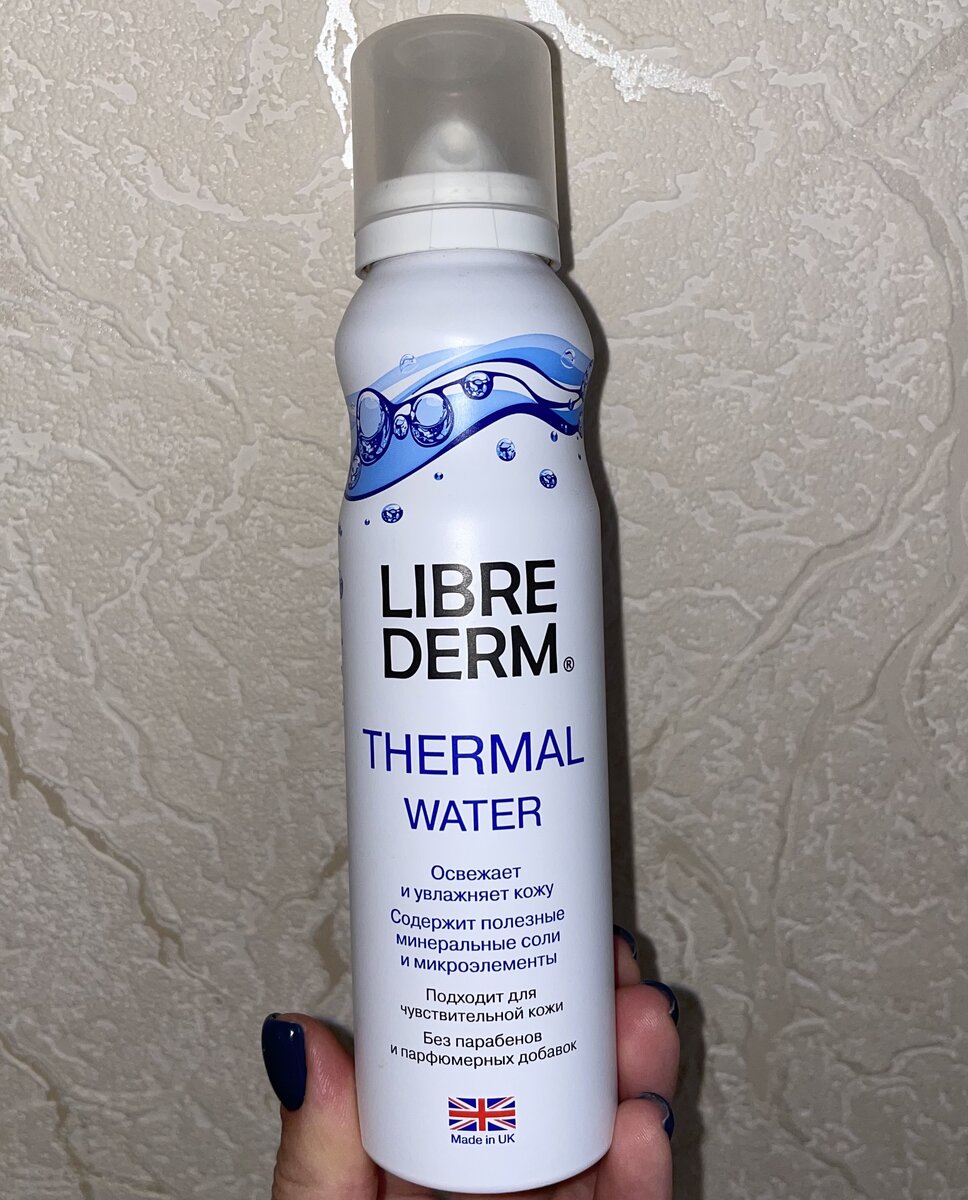 LIBRE
DERM®
THERMAL
WATER
Освежает
и увлажняет кожу
Содержит полезные
минеральные соли
и микроэлементы
Подходит для
чувствительной кожи
Без парабенов
и парфюмерных добавок
Made in UK